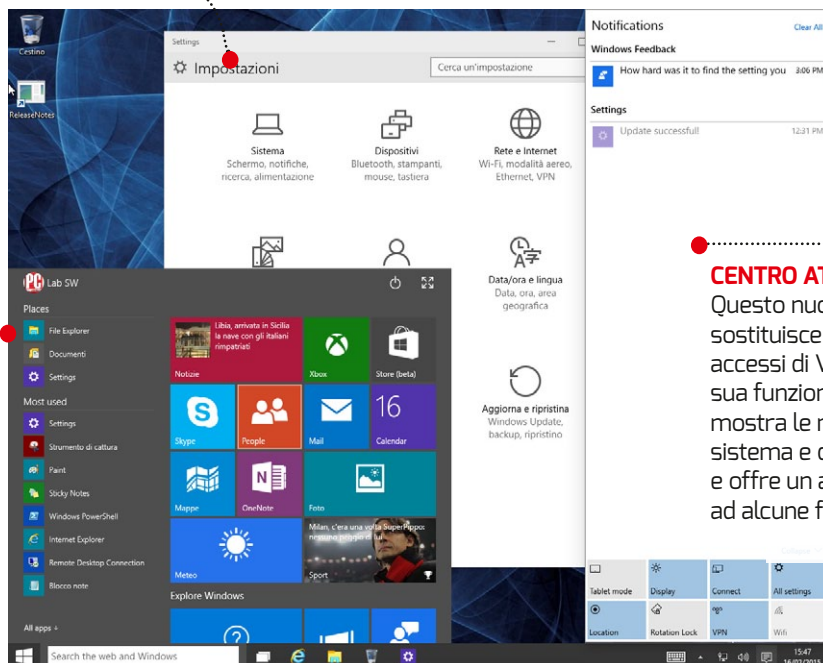 Cestino
ReleaseNotes
Settings
Impostazioni
Cerca un'impostazione
Sistema
Schermo, notifiche,
ricerca, alimentazione
Dispositivi
Bluetooth, stampanti,
mouse, tastiera
Rete e Internet
Wi-Fi, modalità aereo,
Ethernet, VPN
Data/ora e lingua
Data, ora, area
geografica
Aggiorna e ripristina
Windows Update,
backup, ripristino
PC Lab SW
Places
File Explorer
Documenti
Settings
Most used
Settings
Strumento di cattura
Paint
Sticky Notes
Windows PowerShell
Internet Explorer
Remote Desktop Connection
Blocco note
All apps
Libia, arrivata in Sicilia
la nave con gli italiani
rimpatriati
Notizie
Xbox
Store (beta)
Skype
People
Mail
16
Calendar
Mappe
OneNote
Foto
Meteo
Milan, c'era una volta SuperPippo:
nessuno peggio di lui
Sport
Explore Windows
Search the web and Windows
Notifications
Clear All
Windows Feedback
How hard was it to find the setting you 3:06 PM
Settings
Update successfull 12:31 PM
CENTRO AT
Questo nuo
sostituisce
accessi di V
sua funzion
mostra le n
sistema e d
e offre un a
ad alcune f
Tablet mode
Display
Connect
All settings
Location
Rotation Lock
VPN
Wifi
15:47